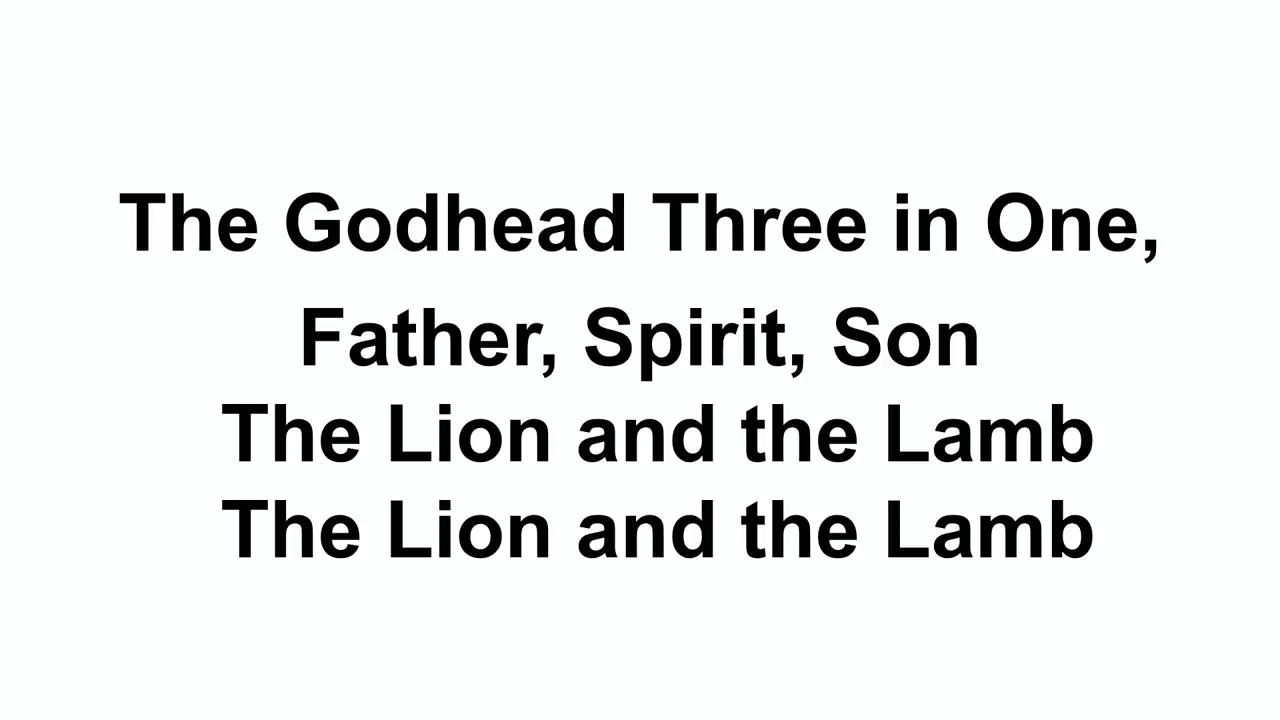 The Godhead Three in One,
Father, Spirit, Son
The Lion and the Lamb
The Lion and the Lamb